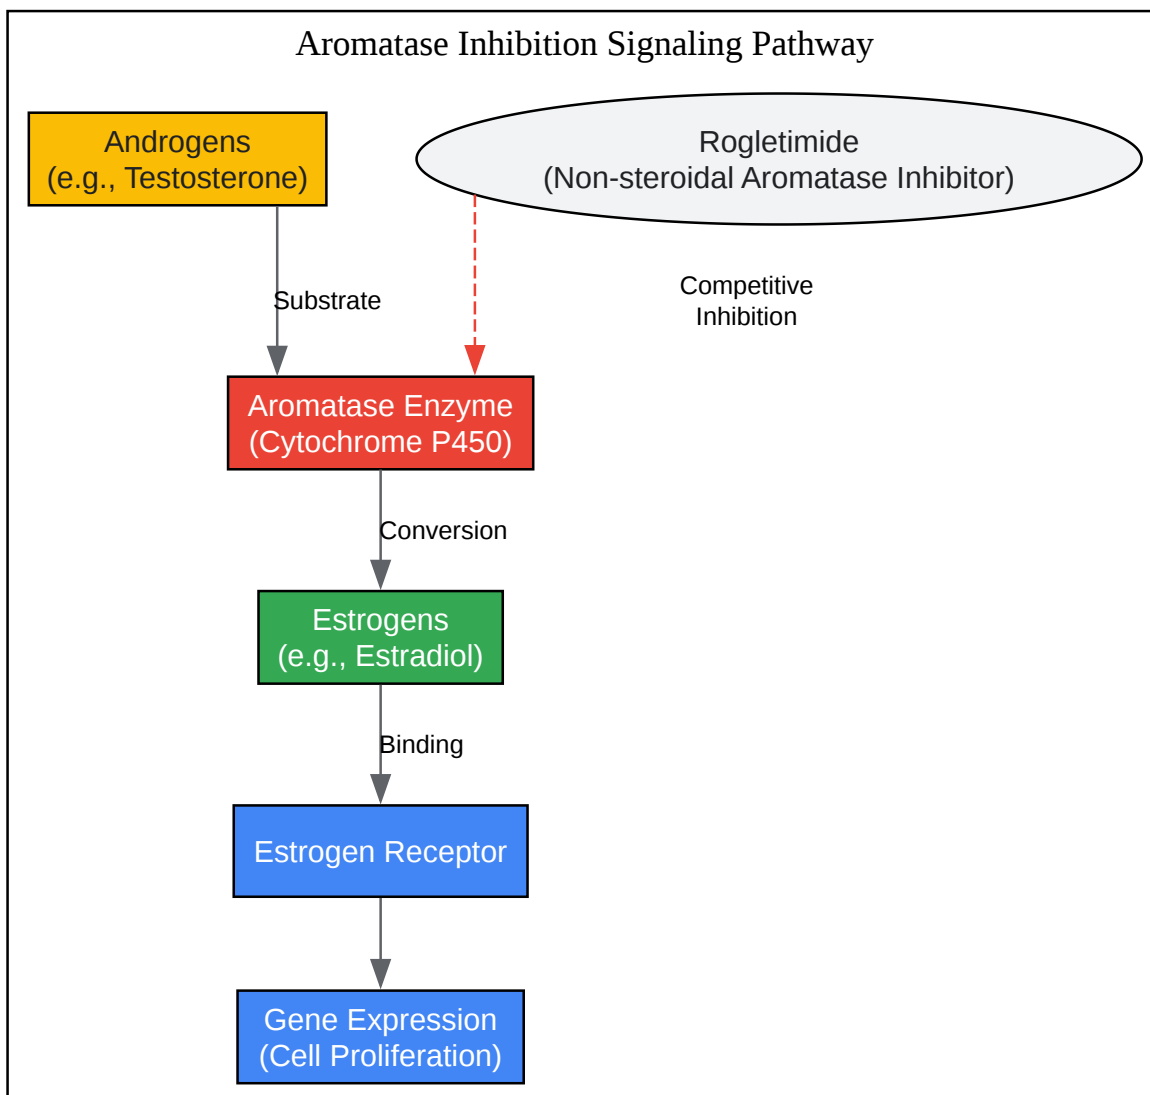 Aromatase Inhibition Signaling Pathway
Androgens
(e.g., Testosterone)
Rogletimide
(Non-steroidal Aromatase Inhibitor)
Substrate
Competitive
Inhibition
Aromatase Enzyme
(Cytochrome P450)
Conversion
Estrogens
(e.g., Estradiol)
Binding
Estrogen Receptor
Gene Expression
(Cell Proliferation)